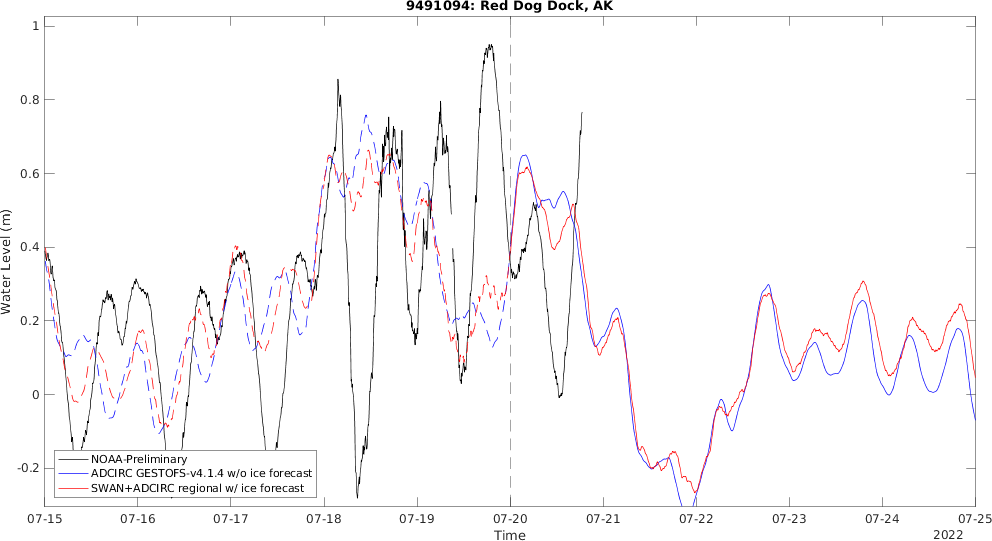 9491094: Red Dog Dock, AK
1
0.8
0.6
0.4
0.2
0
-0.2
Water Level (m)
NOAA-Preliminary
ADCIRC GESTOFS-v4.1.4 w/o ice forecast
SWAN+ADCIRC regional w/ ice forecast
07-15 07-16 07-17 07-18 07-19 07-20 07-21 07-22 07-23 07-24 07-25
Time
2022